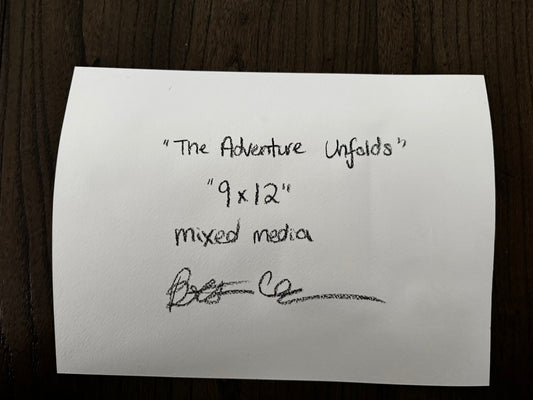 "The Adventure Unfolds"
"9x12"
mixed media